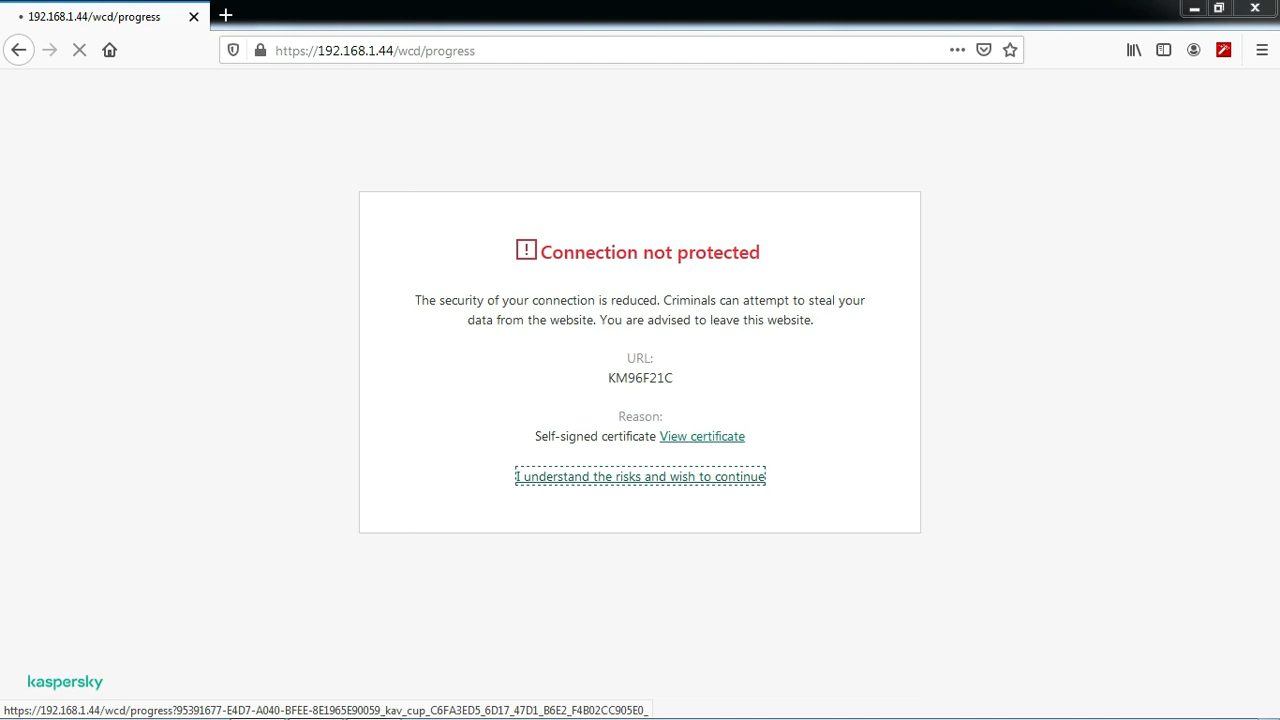 192.168.1.44/wcd/progress
https://192.168.1.44/wcd/progress
! Connection not protected
The security of your connection is reduced. Criminals can attempt to steal your
data from the website. You are advised to leave this website.
URL:
KM96F21C
Reason:
Self-signed certificate View certificate
I understand the risks and wish to continue
kaspersky
https://192.168.1.44/wcd/progress?95391677-E4D7-A040-BFEE-8E1965E90059_kav_cup_C6FA3ED5_6D17_47D1_B6E2_F4B02CC905E0_